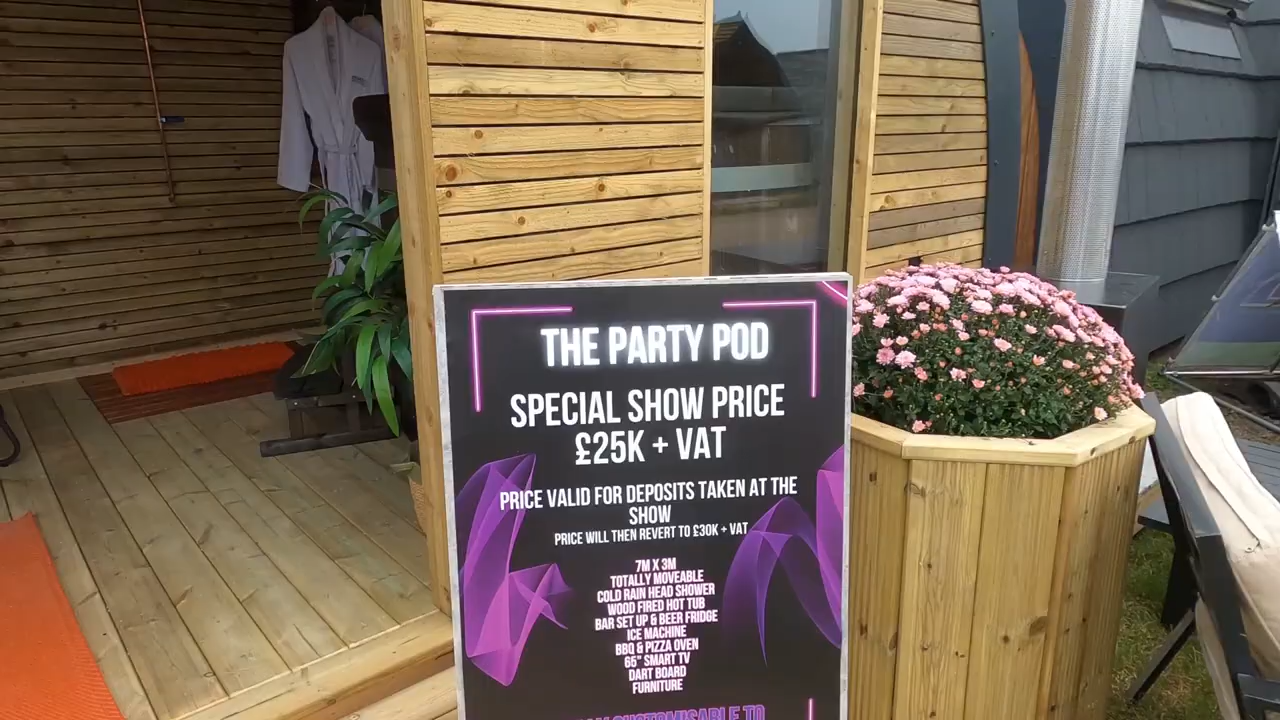 THE PARTY POD
SPECIAL SHOW PRICE
£25K + VAT
PRICE VALID FOR DEPOSITS TAKEN AT THE
SHOW
PRICE WILL THEN REVERT TO £30K + VAT
7M X 3M
TOTALLY MOVEABLE
COLD RAIN HEAD SHOWER
WOOD FIRED HOT TUB
BAR SET UP & BEER FRIDGE
ICE MACHINE
BBQ & PIZZA OVEN
65" SMART TV
DART BOARD
FURNITURE
CUSTOMISABLE TO